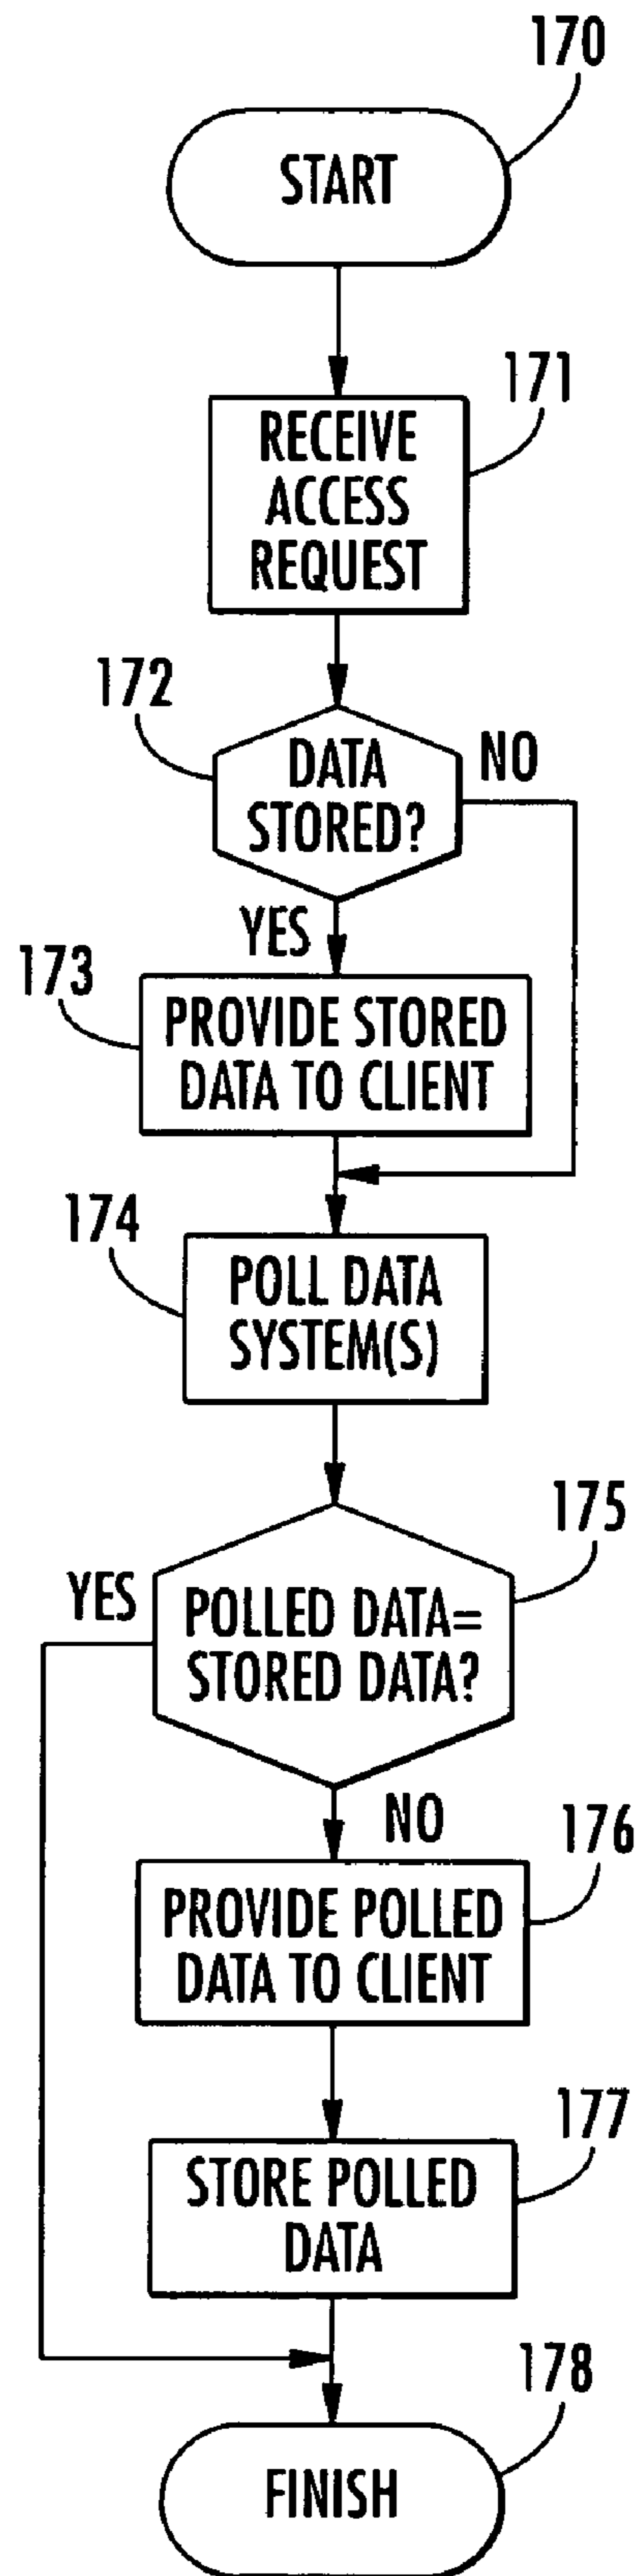 170
START
171
RECEIVE
ACCESS
REQUEST
172
DATA
STORED?
NO
YES
173
PROVIDE STORED
DATA TO CLIENT
174
POLL DATA
SYSTEM(S)
175
YES
POLLED DATA=
STORED DATA?
NO
176
PROVIDE POLLED
DATA TO CLIENT
177
STORE POLLED
DATA
178
FINISH